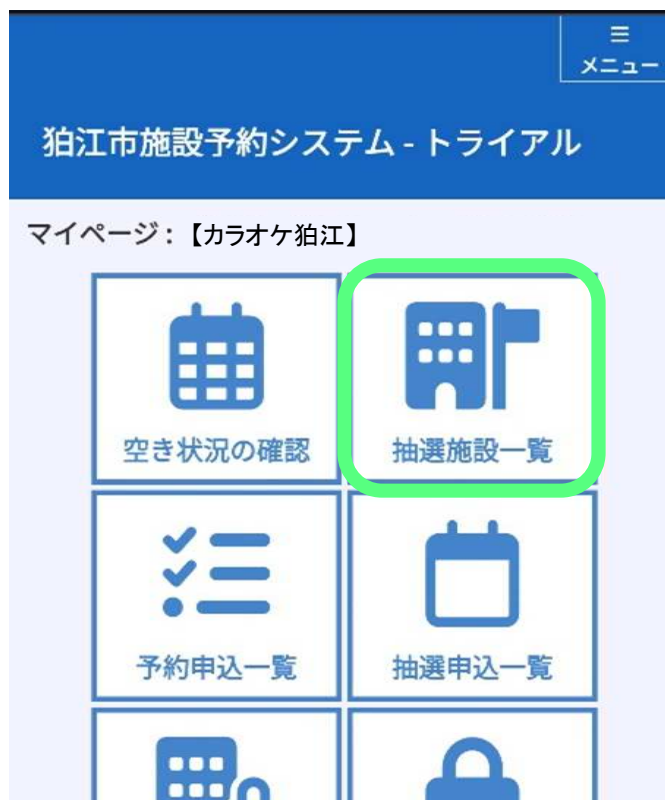 メニュー
狛江市施設予約システム - トライアル
マイページ : 【カラオケ狛江】
空き状況の確認
抽選施設一覧
予約申込一覧
抽選申込一覧